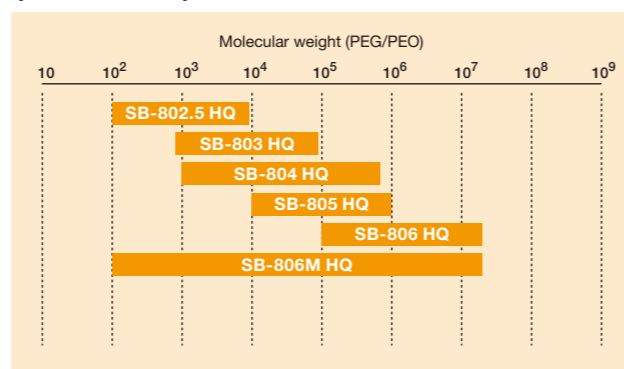 Molecular weight (PEG/PEO)
10 10² 10³ 10⁴ 10⁵ 10⁶ 10⁷ 10⁸ 10⁹
SB-802.5 HQ
SB-803 HQ
SB-804 HQ
SB-805 HQ
SB-806 HQ
SB-806M HQ